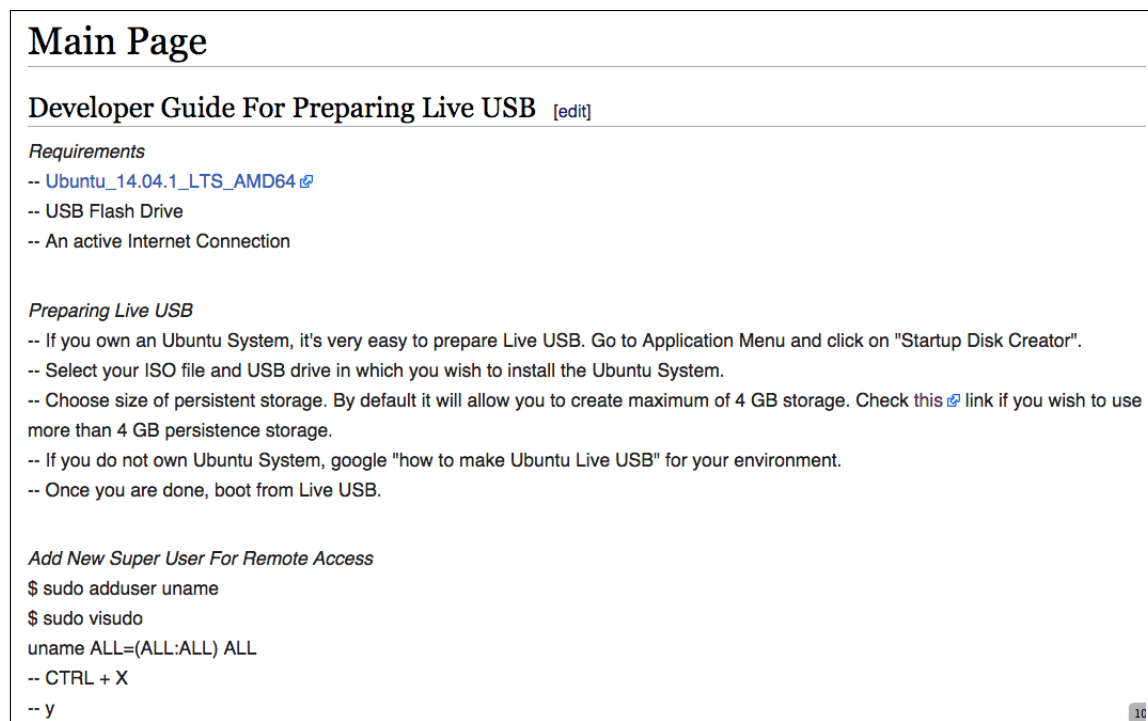 Main Page
Developer Guide For Preparing Live USB [edit]
Requirements
-- Ubuntu_14.04.1_LTS_AMD64
-- USB Flash Drive
-- An active Internet Connection
Preparing Live USB
-- If you own an Ubuntu System, it's very easy to prepare Live USB. Go to Application Menu and click on "Startup Disk Creator".
-- Select your ISO file and USB drive in which you wish to install the Ubuntu System.
-- Choose size of persistent storage. By default it will allow you to create maximum of 4 GB storage. Check this link if you wish to use
more than 4 GB persistence storage.
-- If you do not own Ubuntu System, google "how to make Ubuntu Live USB" for your environment.
-- Once you are done, boot from Live USB.
Add New Super User For Remote Access
$ sudo adduser uname
$ sudo visudo
uname ALL=(ALL:ALL) ALL
-- CTRL + X
-- y